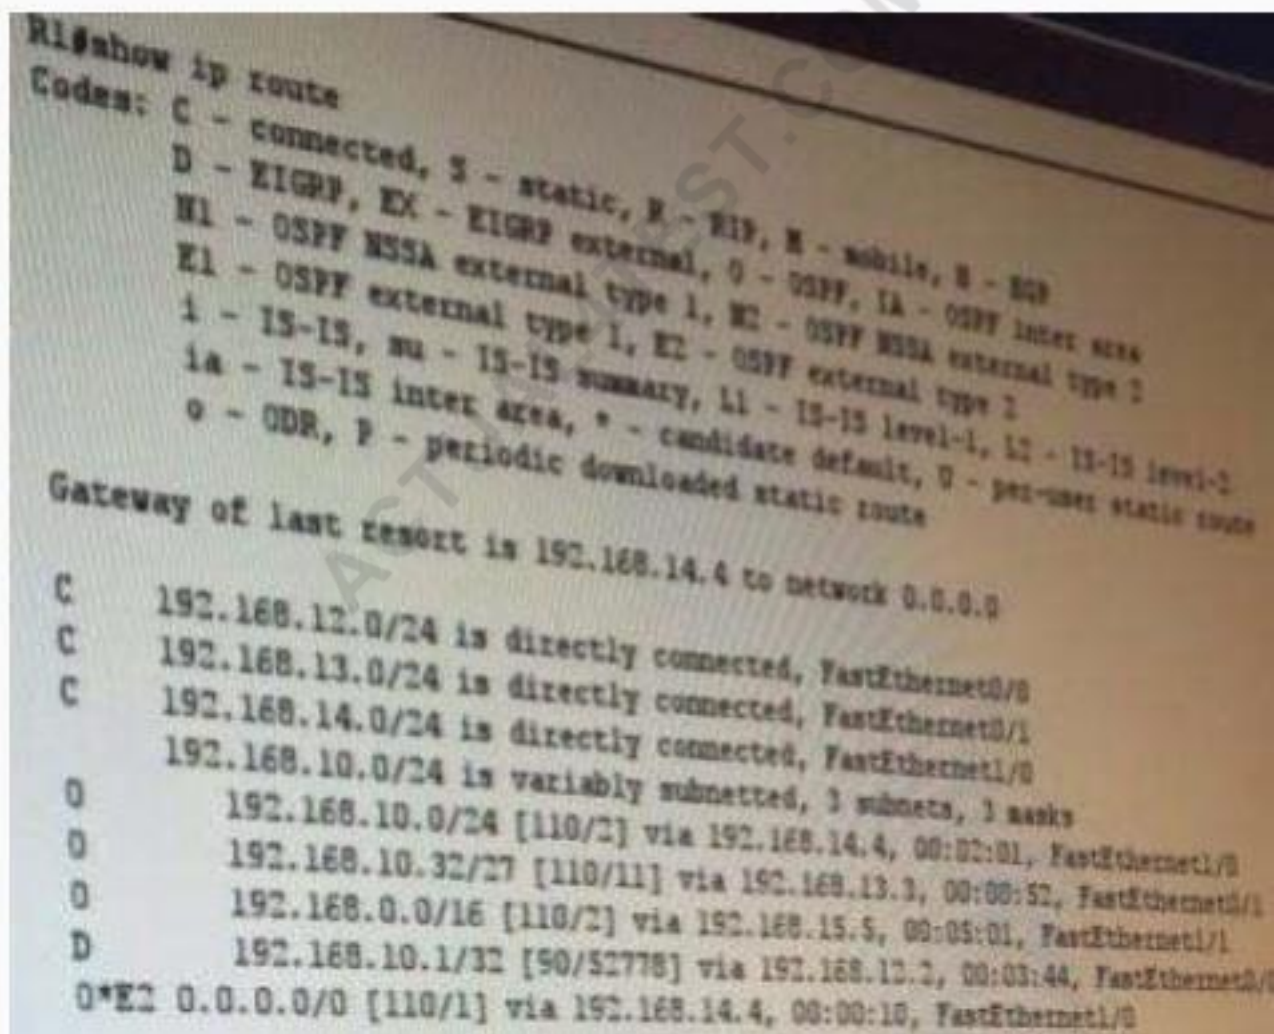 R1#show ip route
Codes: C - connected, S - static, R - RIP, M - mobile, B - BGP
D - EIGRP, EX - EIGRP external, O - OSPF, IA - OSPF inter area
N1 - OSPF NSSA external type 1, N2 - OSPF NSSA external type 2
E1 - OSPF external type 1, E2 - OSPF external type 2
i - IS-IS, su - IS-IS summary, L1 - IS-IS level-1, L2 - IS-IS level-2
ia - IS-IS inter area, * - candidate default, U - per-user static route
o - ODR, P - periodic downloaded static route
Gateway of last resort is 192.168.14.4 to network 0.0.0.0
C 192.168.12.0/24 is directly connected, FastEthernet0/0
C 192.168.13.0/24 is directly connected, FastEthernet0/1
C 192.168.14.0/24 is directly connected, FastEthernet1/0
192.168.10.0/24 is variably subnetted, 3 subnets, 3 masks
O 192.168.10.0/24 [110/2] via 192.168.14.4, 00:02:01, FastEthernet1/0
O 192.168.10.32/27 [110/11] via 192.168.13.3, 00:00:52, FastEthernet0/1
O 192.168.0.0/16 [110/2] via 192.168.15.5, 00:05:01, FastEthernet1/1
D 192.168.10.1/32 [90/52778] via 192.168.12.2, 00:03:44, FastEthernet0/0
O*E2 0.0.0.0/0 [110/1] via 192.168.14.4, 00:00:10, FastEthernet1/0